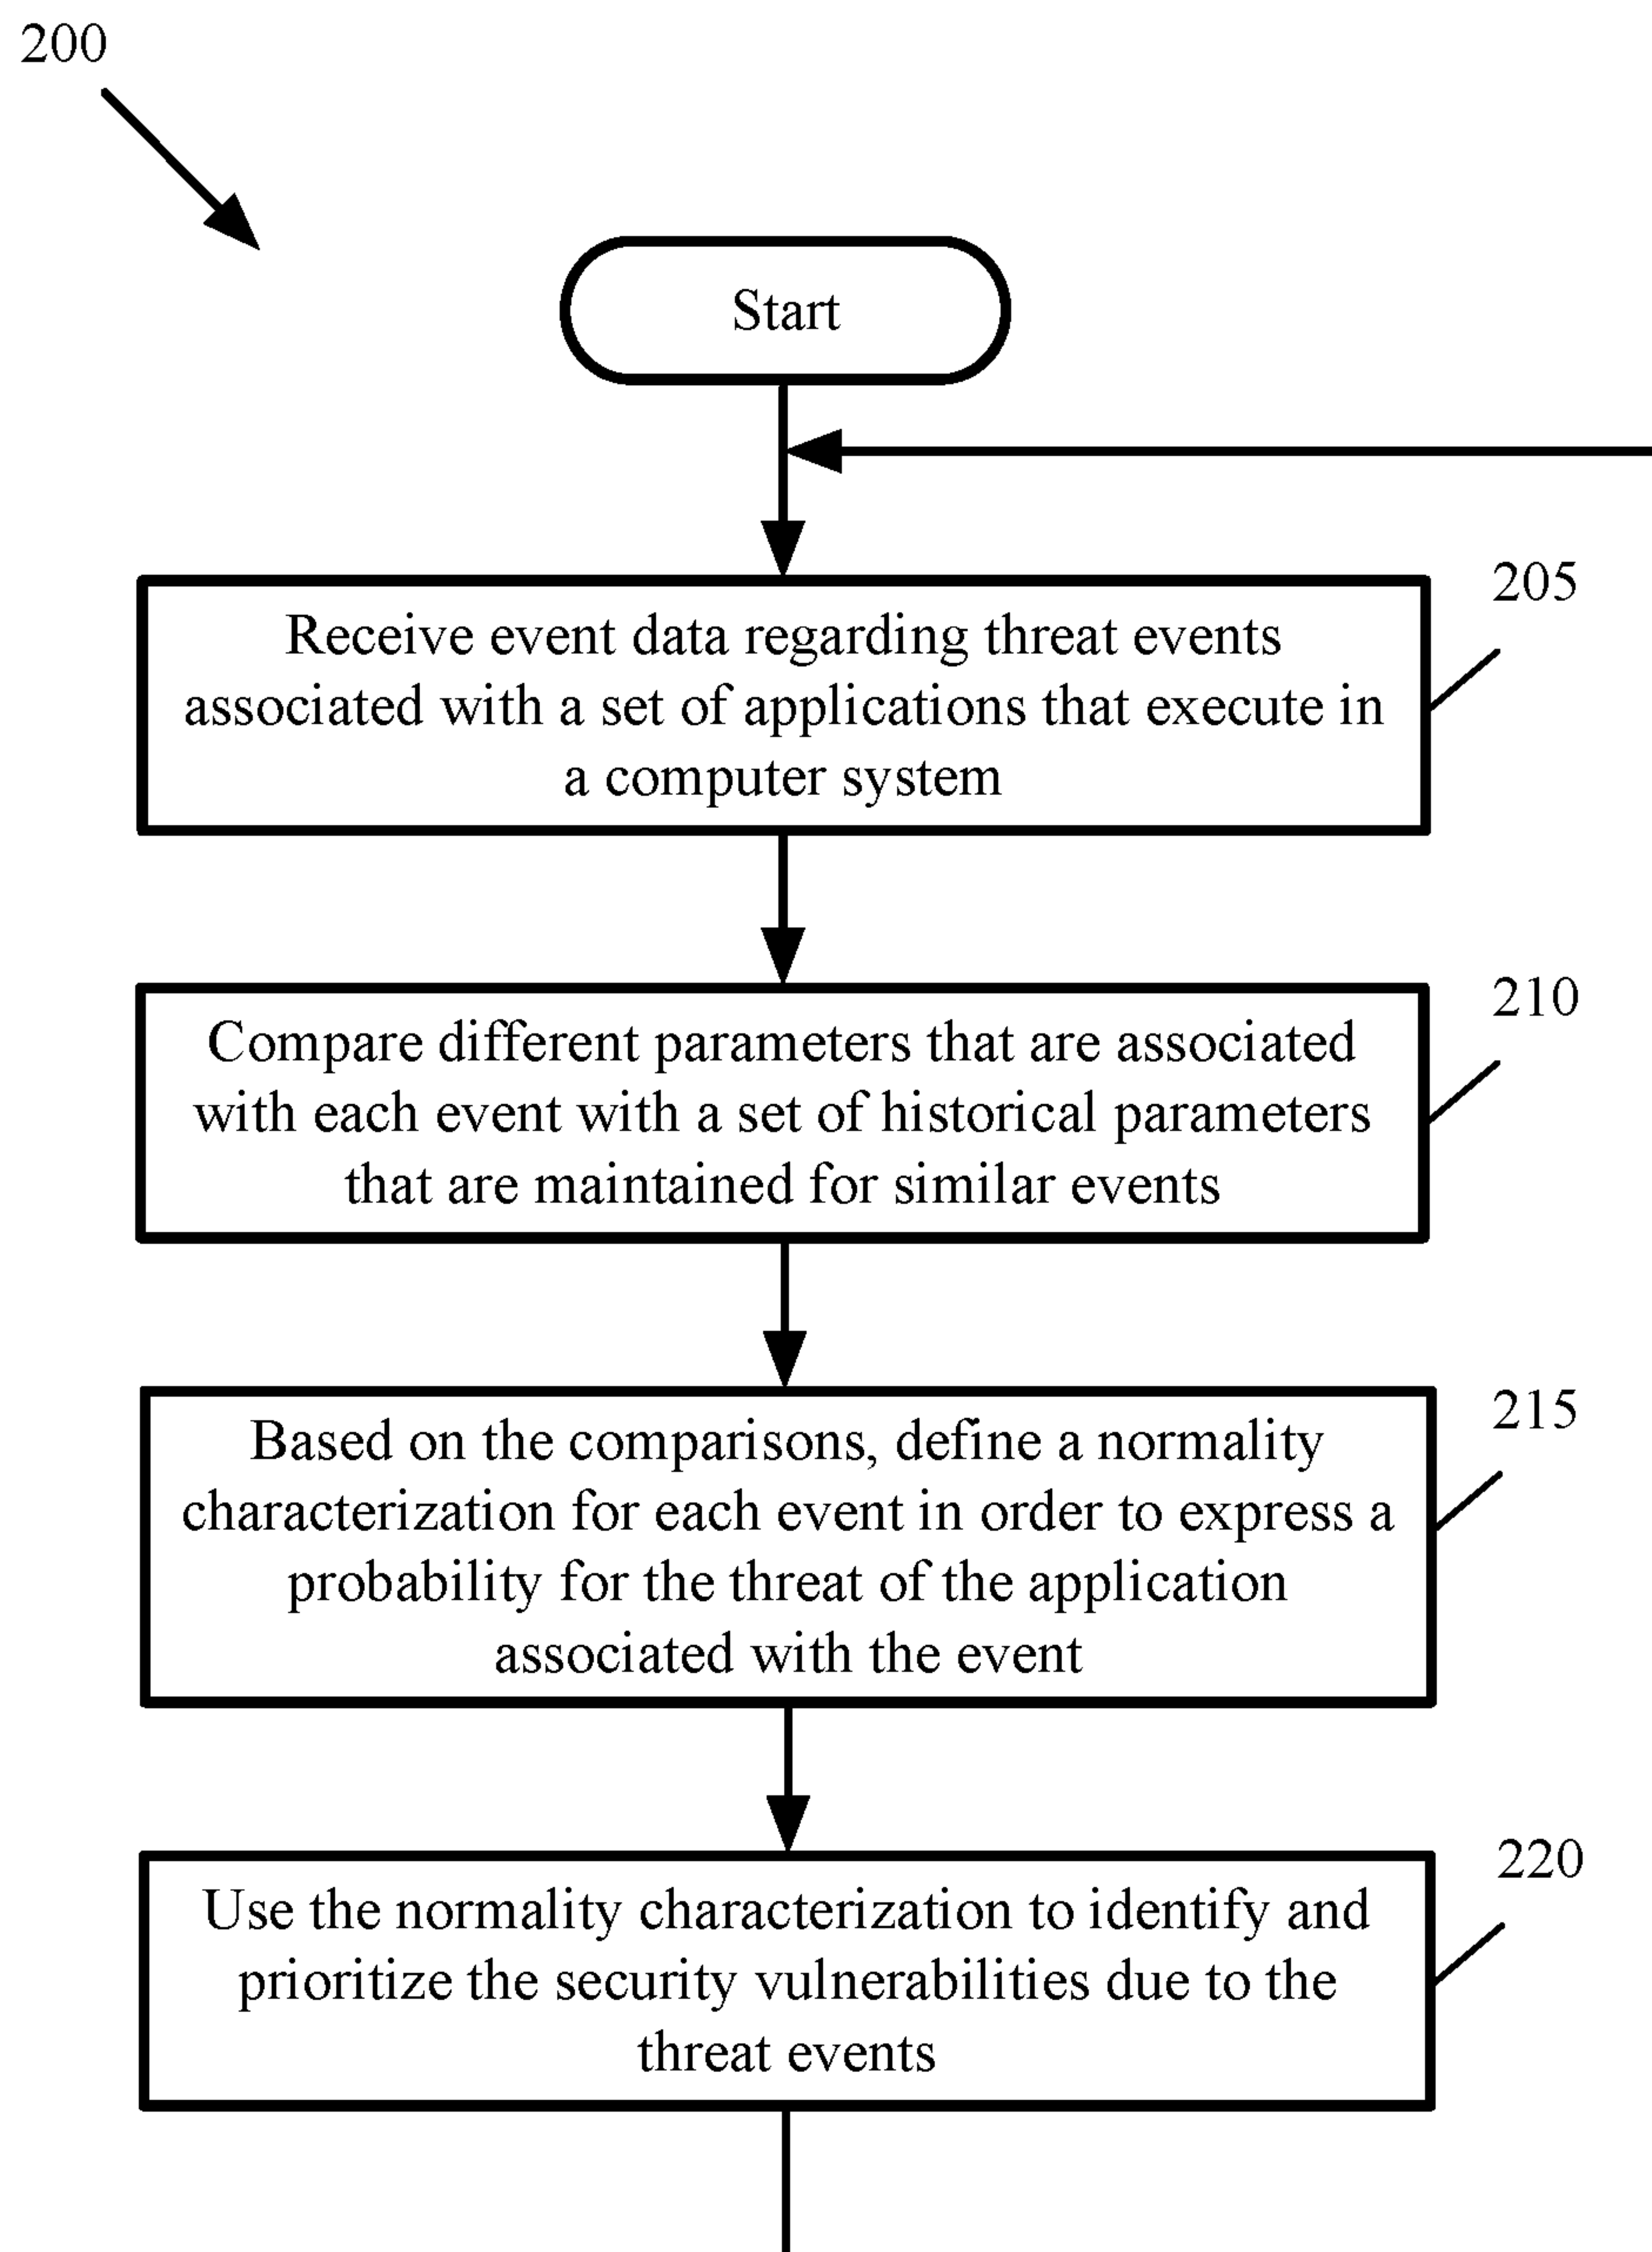 200
Start
205
Receive event data regarding threat events
associated with a set of applications that execute in
a computer system
210
Compare different parameters that are associated
with each event with a set of historical parameters
that are maintained for similar events
215
Based on the comparisons, define a normality
characterization for each event in order to express a
probability for the threat of the application
associated with the event
220
Use the normality characterization to identify and
prioritize the security vulnerabilities due to the
threat events